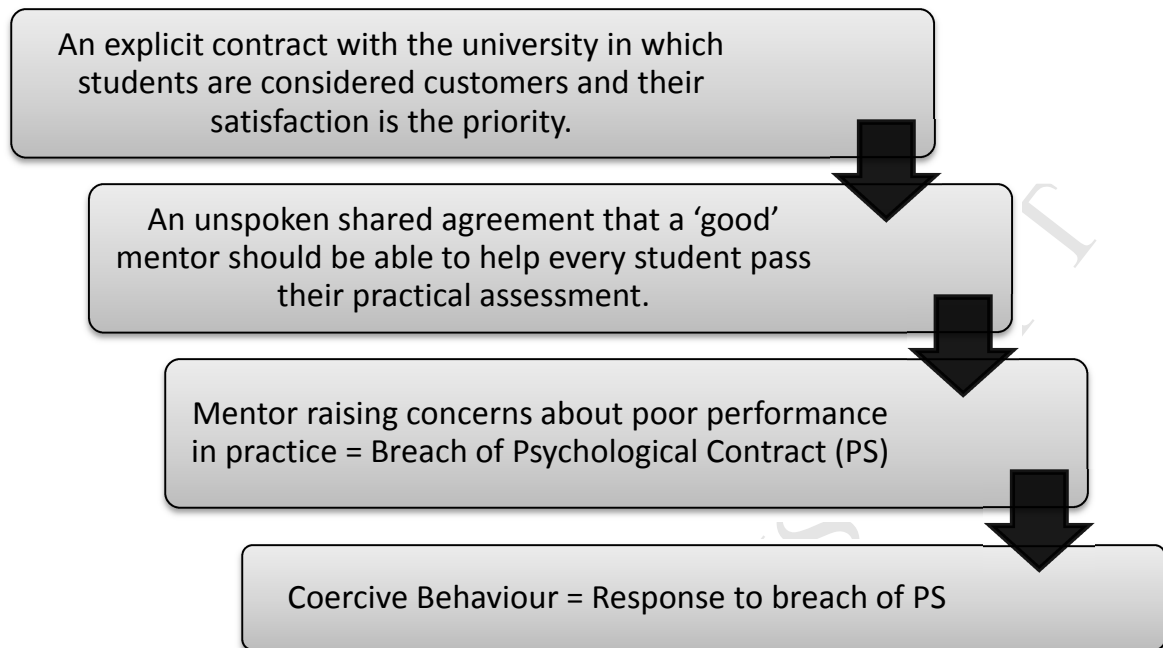 An explicit contract with the university in which
students are considered customers and their
satisfaction is the priority.
An unspoken shared agreement that a ‘good’
mentor should be able to help every student pass
their practical assessment.
Mentor raising concerns about poor performance
in practice = Breach of Psychological Contract (PS)
Coercive Behaviour = Response to breach of PS